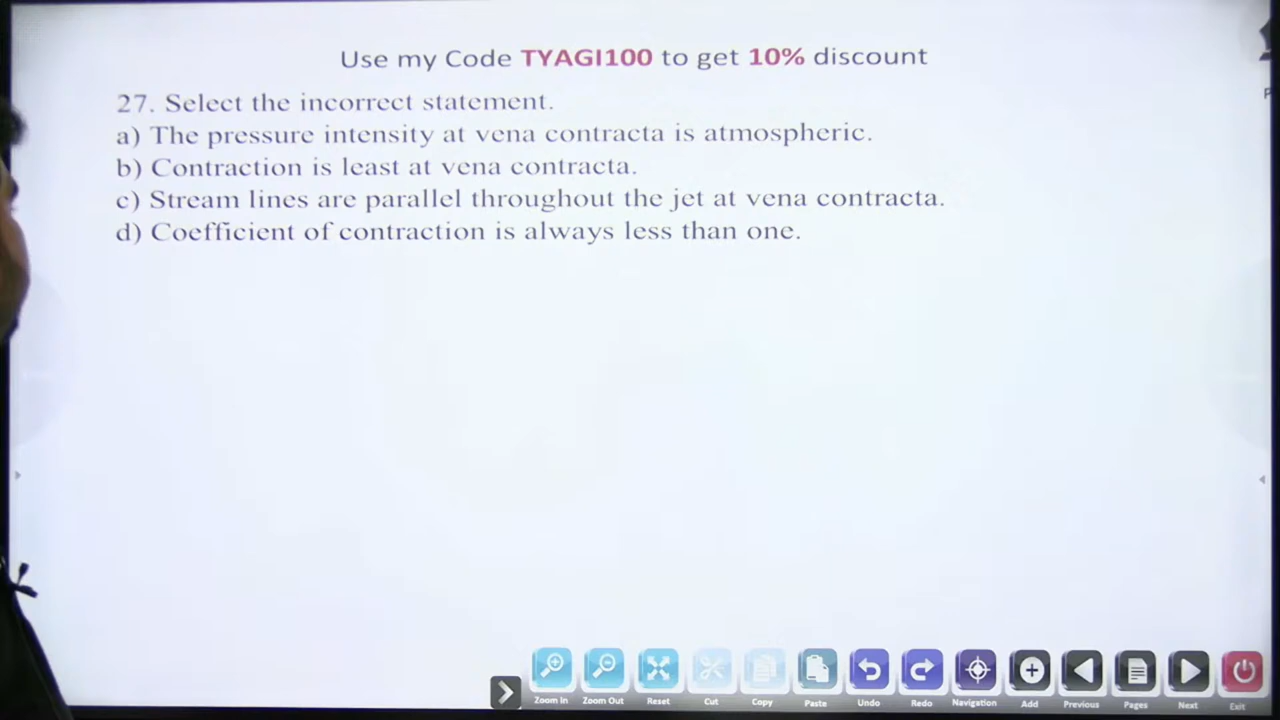 Use my Code TYAGI100 to get 10% discount
27. Select the incorrect statement.
a) The pressure intensity at vena contracta is atmospheric.
b) Contraction is least at vena contracta.
c) Stream lines are parallel throughout the jet at vena contracta.
d) Coefficient of contraction is always less than one.
Zoom In Zoom Out Reset Cut Copy Paste Undo Redo Navigation Add Previous Pages Next Exit